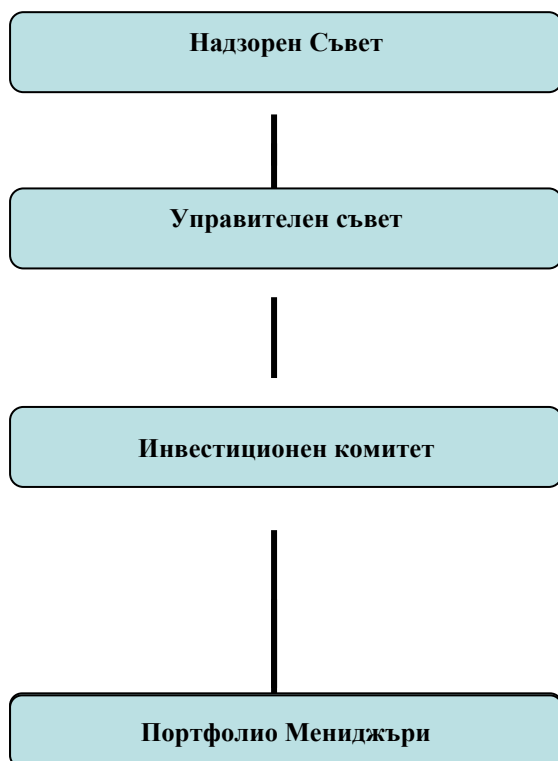 Надзорен Съвет
Управителен съвет
Инвестиционен комитет
Портфолио Мениджъри